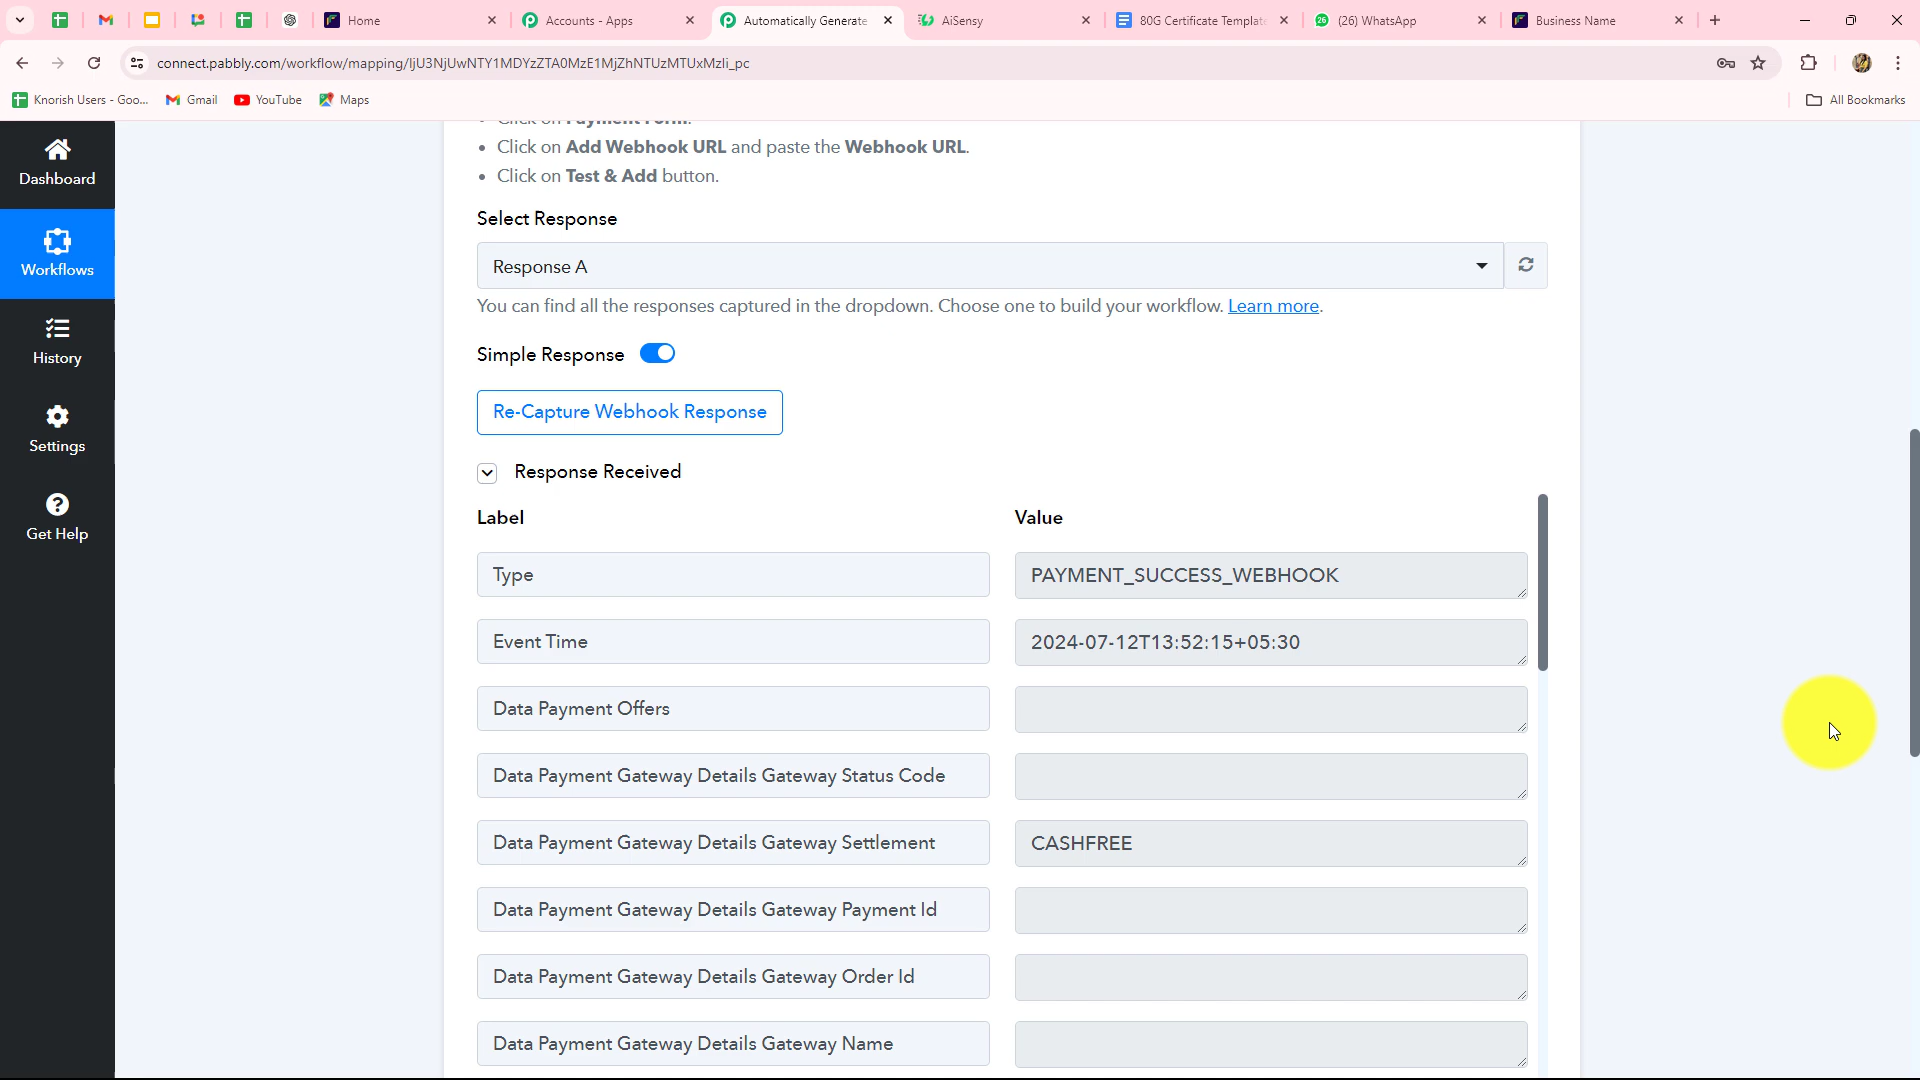 Home
Accounts - Apps
Automatically Generate
AiSensy
80G Certificate Templat
(26) WhatsApp
Business Name
connect.pabbly.com/workflow/mapping/IjU3NjUwNTY1MDYzZTA0MzE1MjZhNTUzMTUxMzIi_pc
Knorish Users - Goo...
Gmail
YouTube
Maps
All Bookmarks
Dashboard
Workflows
History
Settings
Get Help
Click on Payment Form.
Click on Add Webhook URL and paste the Webhook URL.
Click on Test & Add button.
Select Response
Response A
You can find all the responses captured in the dropdown. Choose one to build your workflow. Learn more.
Simple Response
Re-Capture Webhook Response
Response Received
Label Value
Type PAYMENT_SUCCESS_WEBHOOK
Event Time 2024-07-12T13:52:15+05:30
Data Payment Offers
Data Payment Gateway Details Gateway Status Code
Data Payment Gateway Details Gateway Settlement CASHFREE
Data Payment Gateway Details Gateway Payment Id
Data Payment Gateway Details Gateway Order Id
Data Payment Gateway Details Gateway Name